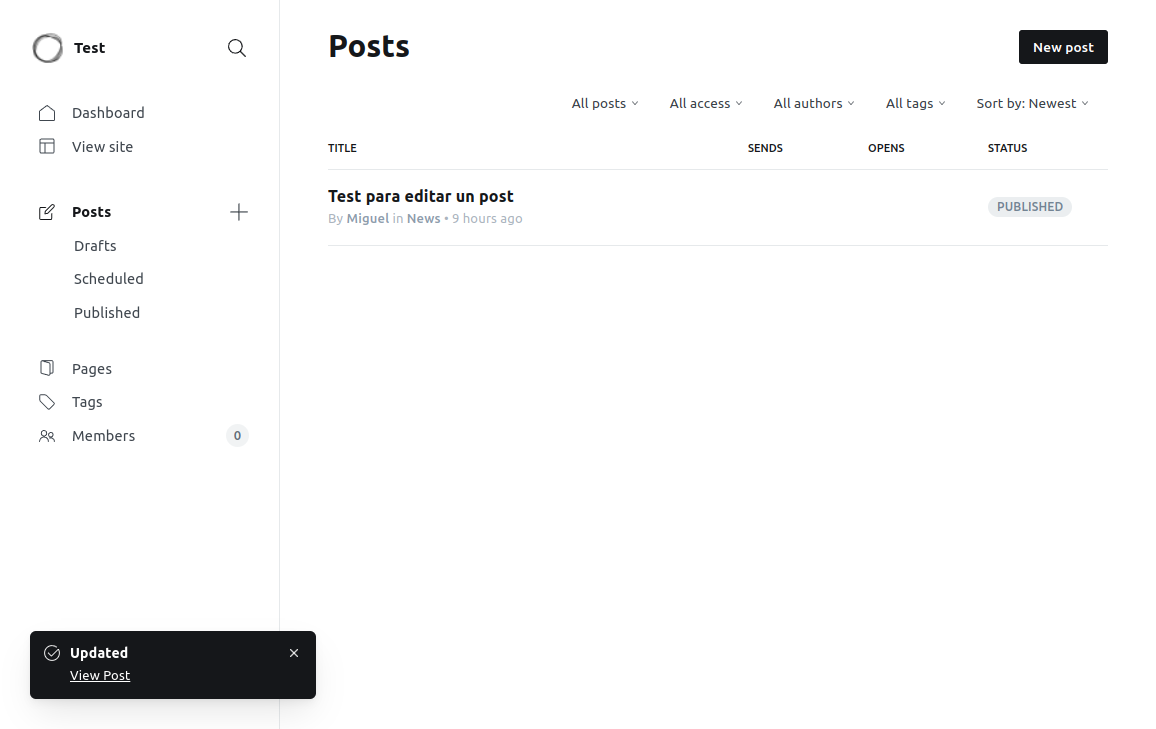 Test
Dashboard
View site
Posts
Drafts
Scheduled
Published
Pages
Tags
Members 0
Posts
New post
All posts All access All authors All tags Sort by: Newest
TITLE SENDS OPENS STATUS
Test para editar un post
By Miguel in News • 9 hours ago
PUBLISHED
Updated
View Post